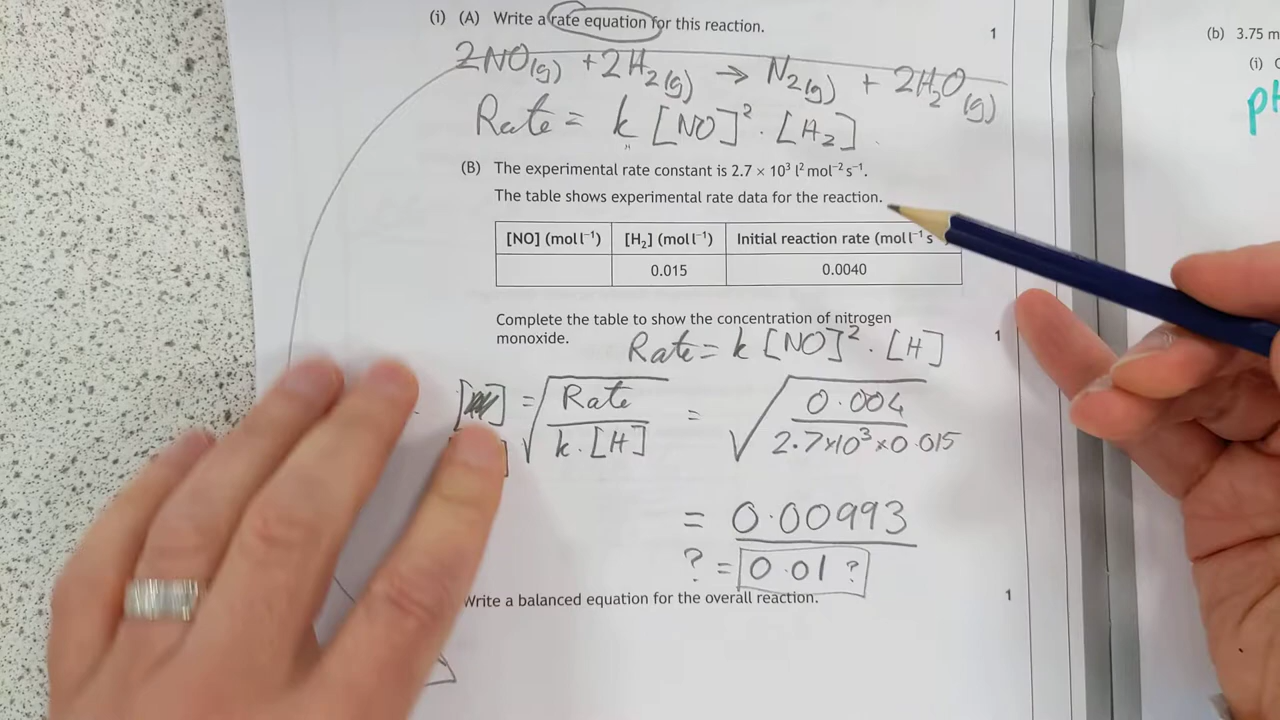 (i) (A) Write a rate equation for this reaction. 1
2NO(g) + 2H₂(g) → N₂(g) + 2H₂O(g)
Rate = k [NO]² . [H₂]
(B) The experimental rate constant is 2.7 × 10³ l² mol⁻² s⁻¹.
The table shows experimental rate data for the reaction.
[NO] (mol l⁻¹) [H₂] (mol l⁻¹) Initial reaction rate (mol l⁻¹ s
0.015 0.0040
Complete the table to show the concentration of nitrogen
monoxide. 1
Rate = k [NO]² . [H]
= √ Rate / k . [H] = √ 0.004 / 2.7×10³ × 0.015
= 0.00993
? = 0.01 ?
Write a balanced equation for the overall reaction. 1
(b) 3.75 m
(i)
pH